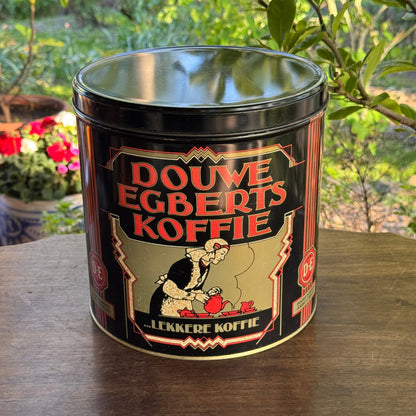 DOUWE
EGBERTS
KOFFIE
D·E
D·E
...LEKKERE KOFFIE